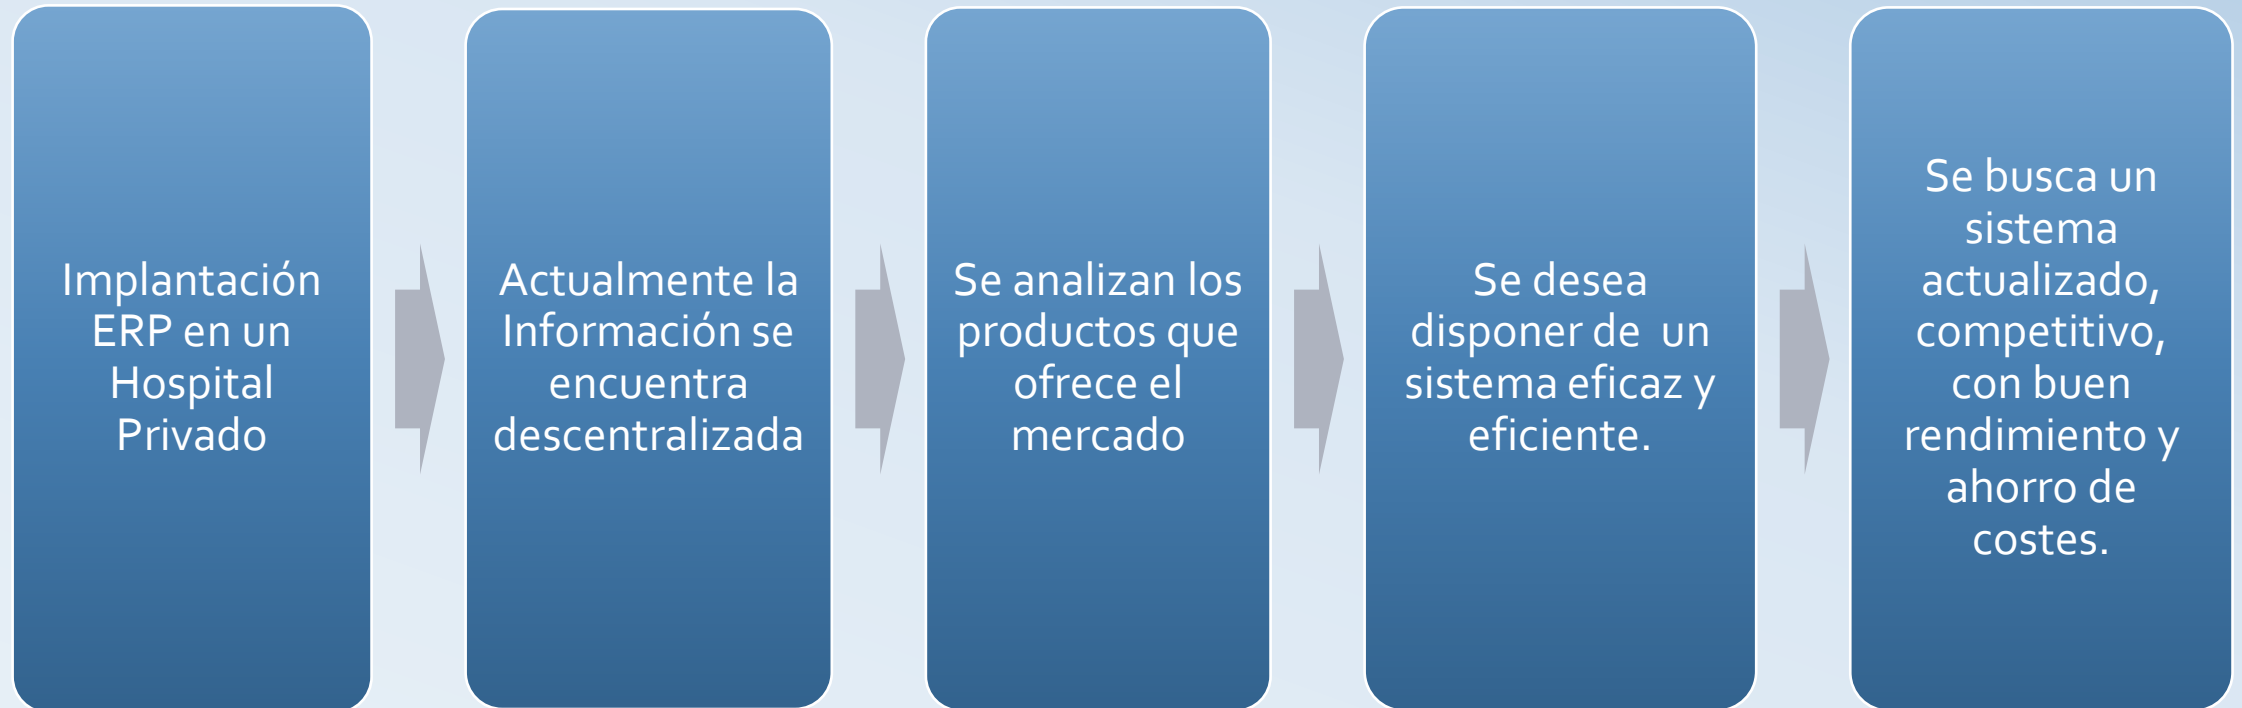 Implantación
ERP en un
Hospital
Privado
Actualmente la
Información se
encuentra
descentralizada
Se analizan los
productos que
ofrece el
mercado
Se desea
disponer de  un
sistema eficaz y
eficiente.
Se busca un
sistema
actualizado,
competitivo,
con buen
rendimiento y
ahorro de
costes.